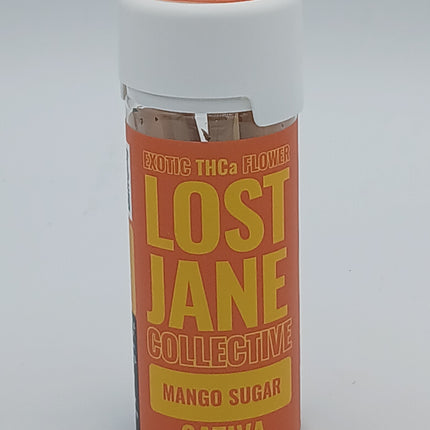 EXOTIC THCa FLOWER
LOST
JANE
COLLECTIVE
MANGO SUGAR
SATIVA